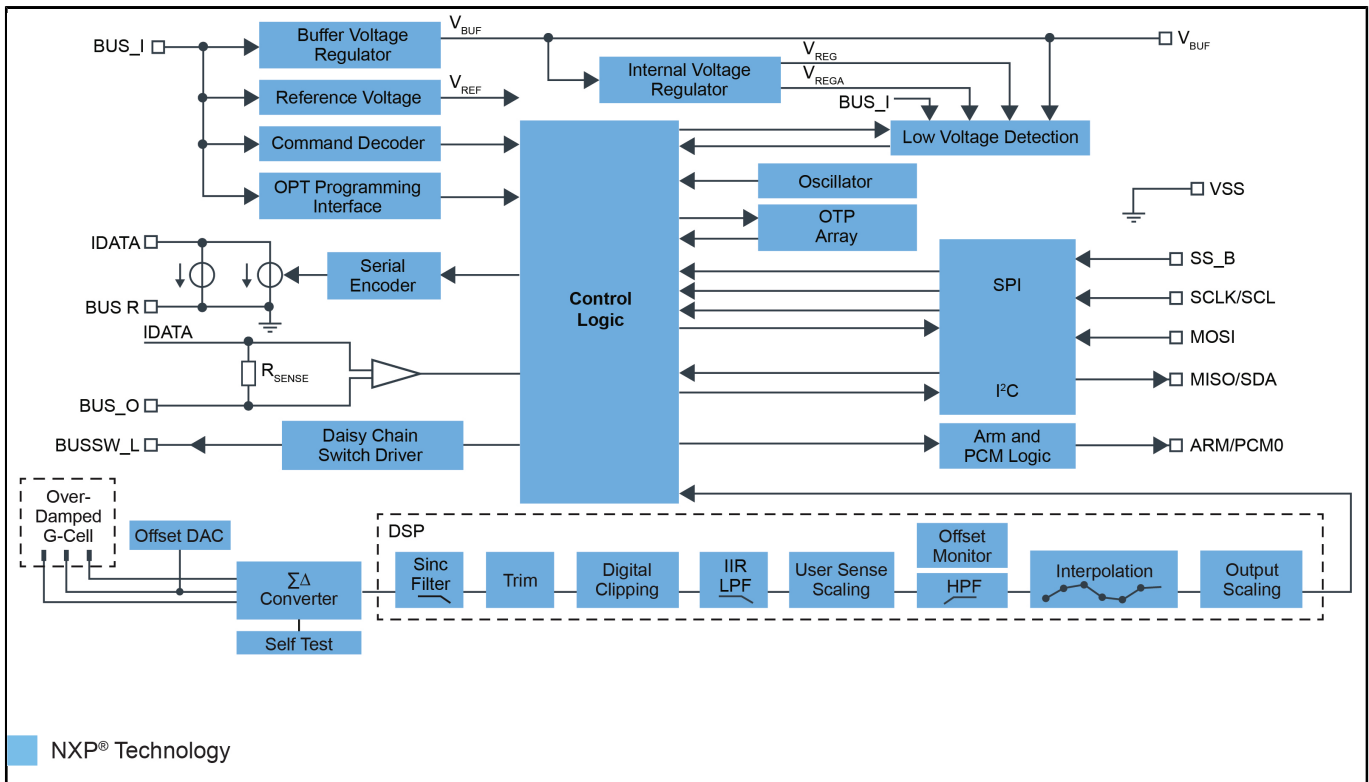 BUS_I
Buffer Voltage
Regulator
VBUF
VBUF
Internal Voltage
Regulator
VREG
VREGA
Reference Voltage
VREF
BUS_I
Command Decoder
Low Voltage Detection
OPT Programming
Interface
Oscillator
OTP
Array
VSS
IDATA
Serial
Encoder
BUS R
Control
Logic
SPI
I²C
SS_B
SCLK/SCL
MOSI
MISO/SDA
IDATA
RSENSE
BUS_O
BUSSW_L
Daisy Chain
Switch Driver
Arm and
PCM Logic
ARM/PCM0
Over-
Damped
G-Cell
Offset DAC
ΣΔ
Converter
Self Test
DSP
Sinc
Filter
Trim
Digital
Clipping
IIR
LPF
User Sense
Scaling
Offset
Monitor
HPF
Interpolation
Output
Scaling
NXP® Technology